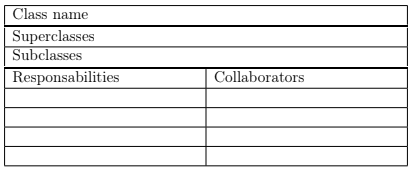 Class name
Superclasses
Subclasses
Responsabilities Collaborators